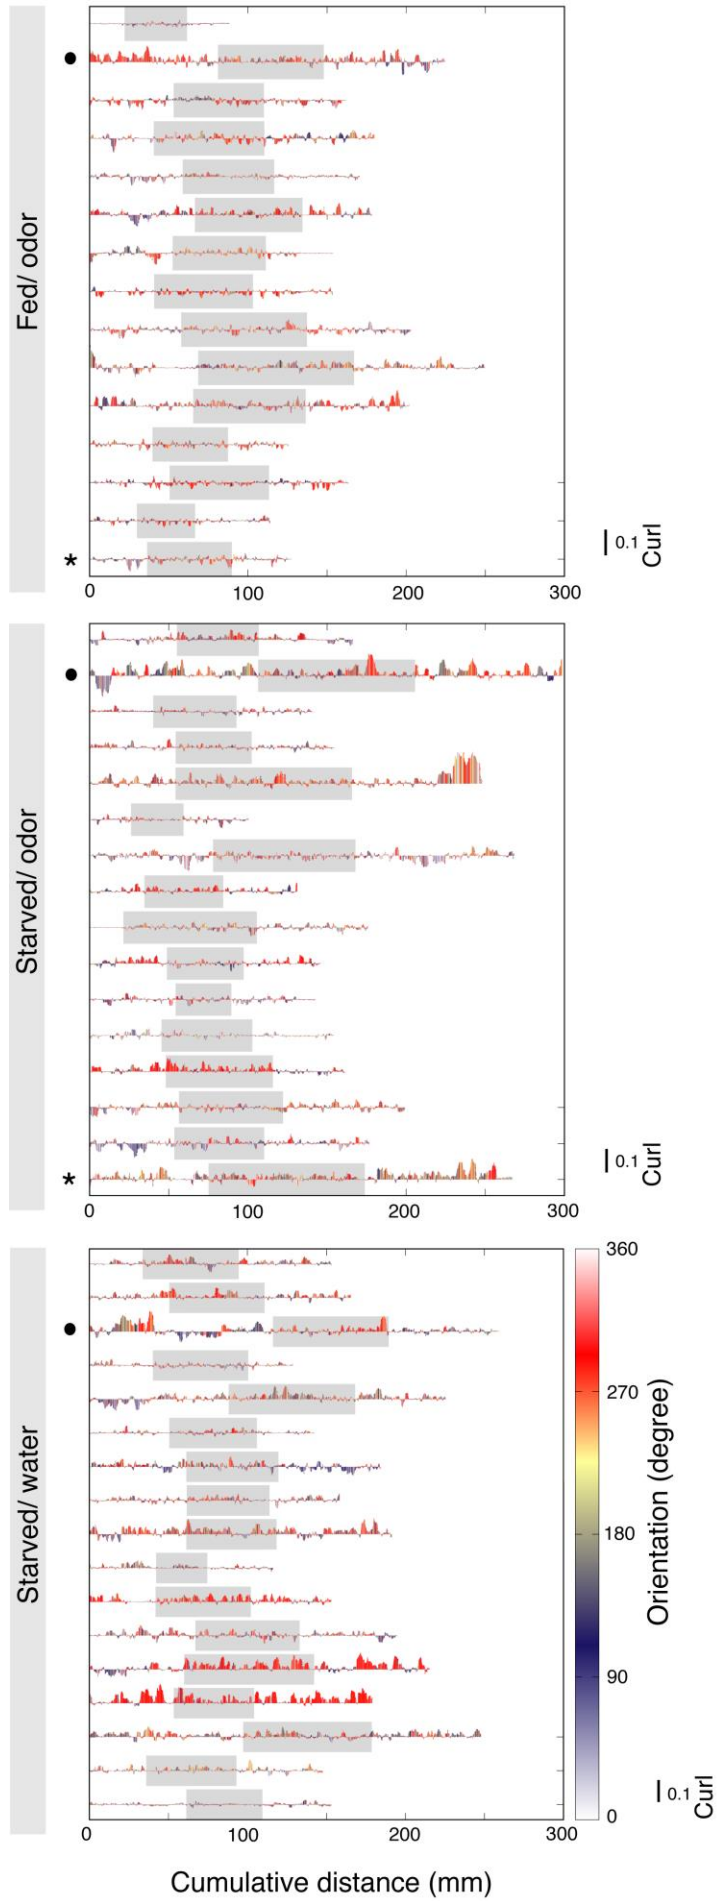 Fed/ odor
●
*
0.1
Curl
0 100 200 300
Starved/ odor
●
*
0.1
Curl
0 100 200 300
Starved/ water
●
360
270
180
90
0
Orientation (degree)
0.1
Curl
0 100 200 300
Cumulative distance (mm)